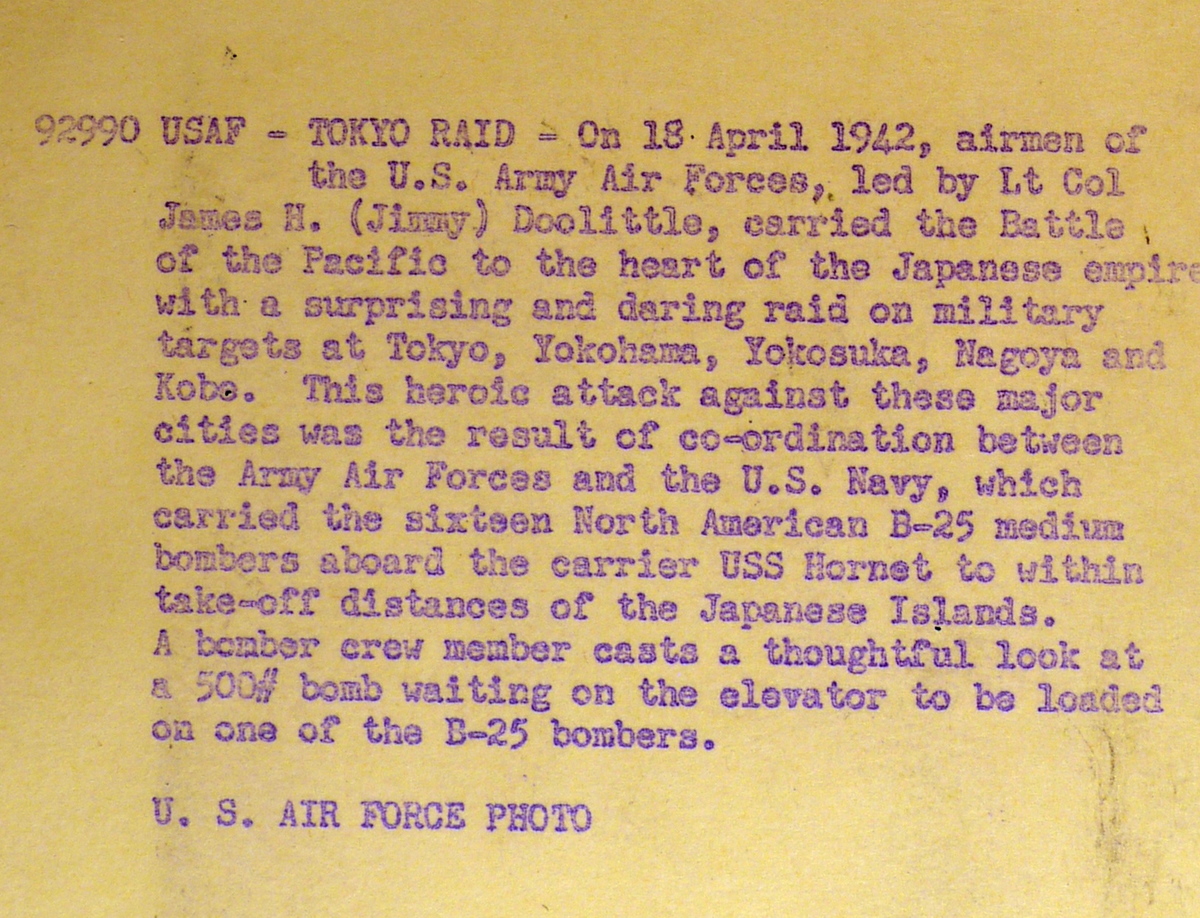 92990 USAF - TOKYO RAID - On 18 April 1942, airmen of
the U.S. Army Air Forces, led by Lt Col
James H. (Jimmy) Doolittle, carried the Battle
of the Pacific to the heart of the Japanese empire
with a surprising and daring raid on military
targets at Tokyo, Yokohama, Yokosuka, Nagoya and
Kobe. This heroic attack against these major
cities was the result of co-ordination between
the Army Air Forces and the U.S. Navy, which
carried the sixteen North American B-25 medium
bombers aboard the carrier USS Hornet to within
take-off distances of the Japanese Islands.
A bomber crew member casts a thoughtful look at
a 500# bomb waiting on the elevator to be loaded
on one of the B-25 bombers.
U. S. AIR FORCE PHOTO